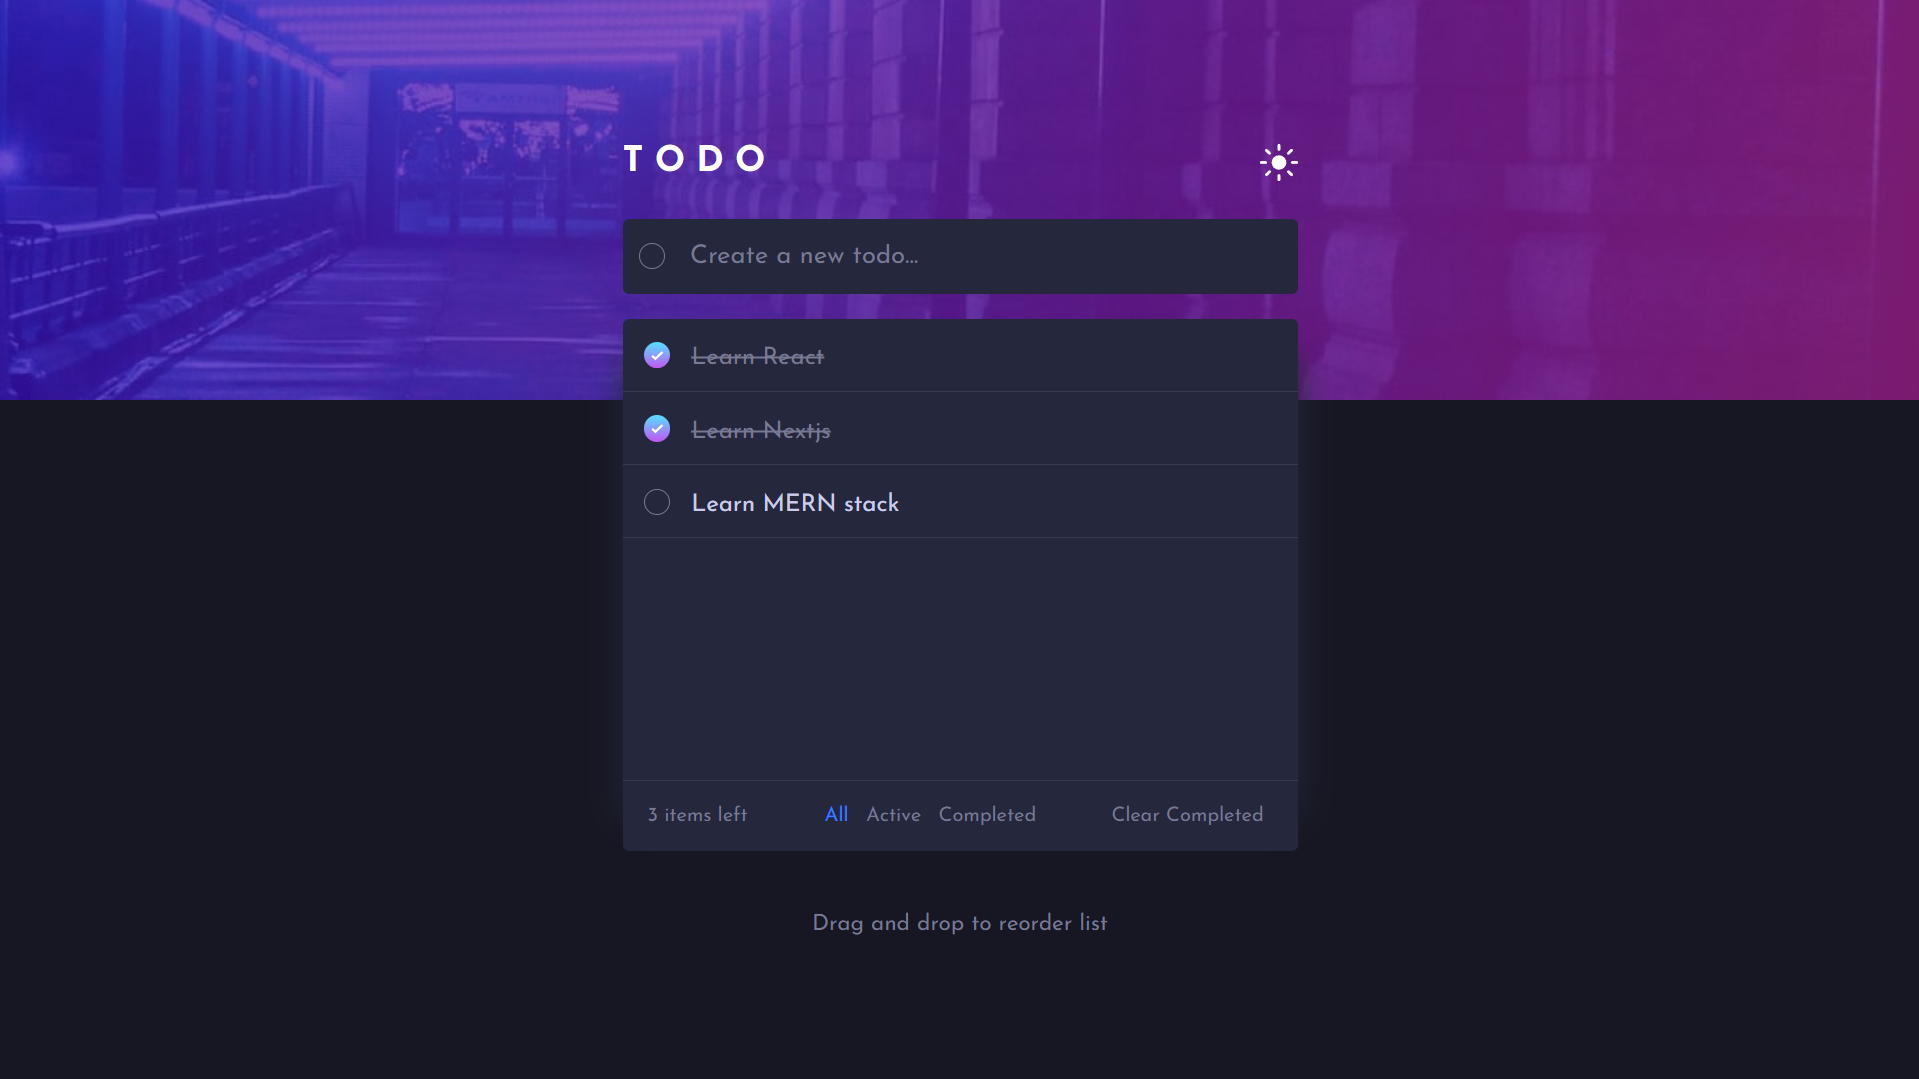 TODO
Create a new todo...
Learn React
Learn Nextjs
Learn MERN stack
3 items left All Active Completed Clear Completed
Drag and drop to reorder list